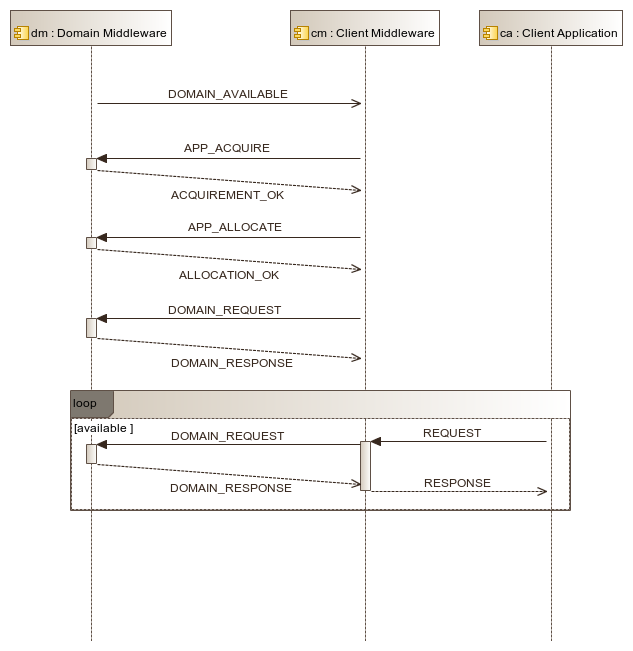 dm : Domain Middleware
cm : Client Middleware
ca : Client Application
DOMAIN_AVAILABLE
APP_ACQUIRE
ACQUIREMENT_OK
APP_ALLOCATE
ALLOCATION_OK
DOMAIN_REQUEST
DOMAIN_RESPONSE
loop
[available ]
DOMAIN_REQUEST
REQUEST
DOMAIN_RESPONSE
RESPONSE